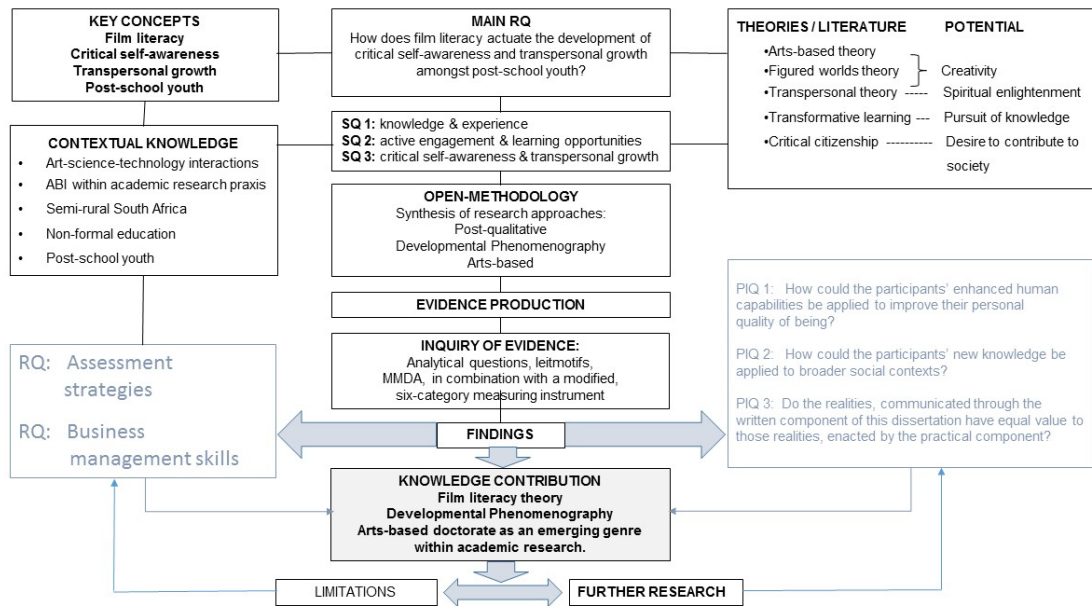 KEY CONCEPTS
Film literacy
Critical self-awareness
Transpersonal growth
Post-school youth
MAIN RQ
How does film literacy actuate the development of
critical self-awareness and transpersonal growth
amongst post-school youth?
THEORIES / LITERATURE POTENTIAL
•Arts-based theory
•Figured worlds theory Creativity
•Transpersonal theory ----- Spiritual enlightenment
•Transformative learning --- Pursuit of knowledge
•Critical citizenship ---------- Desire to contribute to
society
CONTEXTUAL KNOWLEDGE
• Art-science-technology interactions
• ABI within academic research praxis
• Semi-rural South Africa
• Non-formal education
• Post-school youth
SQ 1: knowledge & experience
SQ 2: active engagement & learning opportunities
SQ 3: critical self-awareness & transpersonal growth
OPEN-METHODOLOGY
Synthesis of research approaches:
Post-qualitative
Developmental Phenomenography
Arts-based
EVIDENCE PRODUCTION
INQUIRY OF EVIDENCE:
Analytical questions, leitmotifs,
MMDA, in combination with a modified,
six-category measuring instrument
RQ: Assessment
strategies
RQ: Business
management skills
PIQ 1: How could the participants' enhanced human
capabilities be applied to improve their personal
quality of being?
PIQ 2: How could the participants' new knowledge be
applied to broader social contexts?
PIQ 3: Do the realities, communicated through the
written component of this dissertation have equal value to
those realities, enacted by the practical component?
FINDINGS
KNOWLEDGE CONTRIBUTION
Film literacy theory
Developmental Phenomenography
Arts-based doctorate as an emerging genre
within academic research.
LIMITATIONS
FURTHER RESEARCH